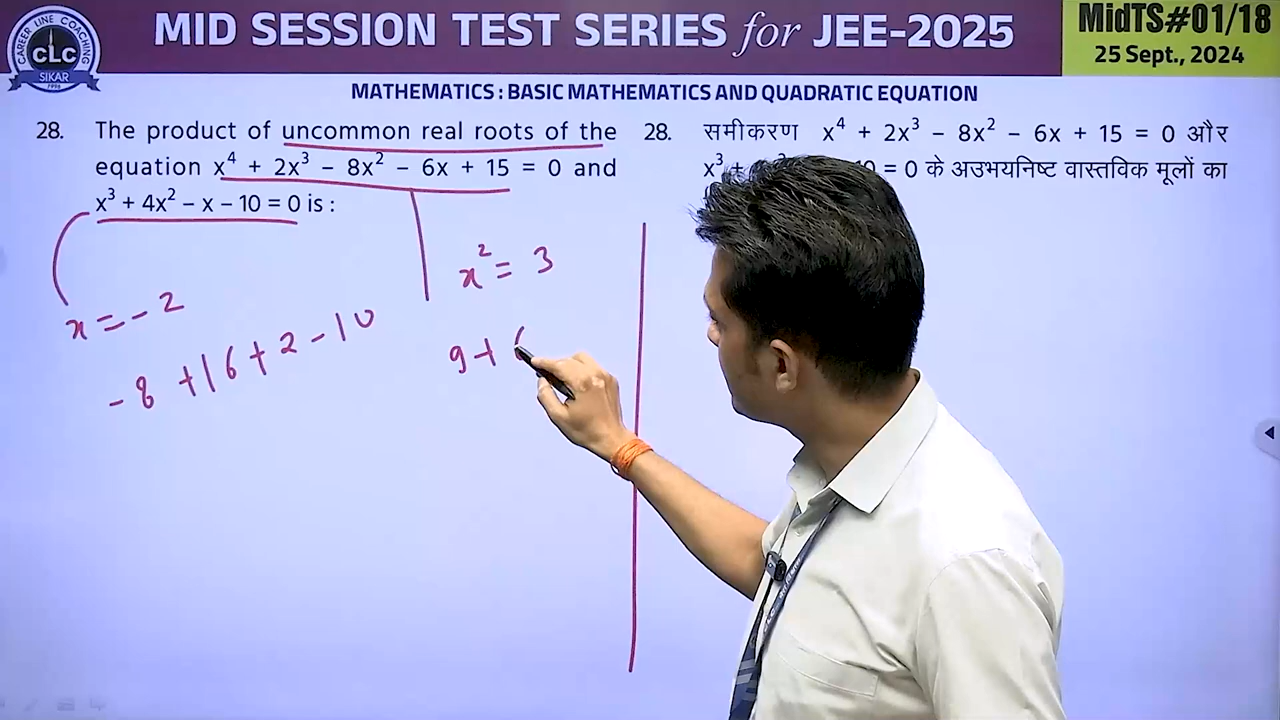 MID SESSION TEST SERIES for JEE-2025
MidTS#01/18
25 Sept., 2024
CAREER LINE COACHING
CLC
SIKAR
1996
MATHEMATICS : BASIC MATHEMATICS AND QUADRATIC EQUATION
28. The product of uncommon real roots of the
equation x⁴ + 2x³ – 8x² – 6x + 15 = 0 and
x³ + 4x² – x – 10 = 0 is :
28. समीकरण x⁴ + 2x³ – 8x² – 6x + 15 = 0 और
x³ + = 0 के अउभयनिष्ट वास्तविक मूलों का
x² = 3
x = -2
-8 +16 + 2 - 10
9 + 6